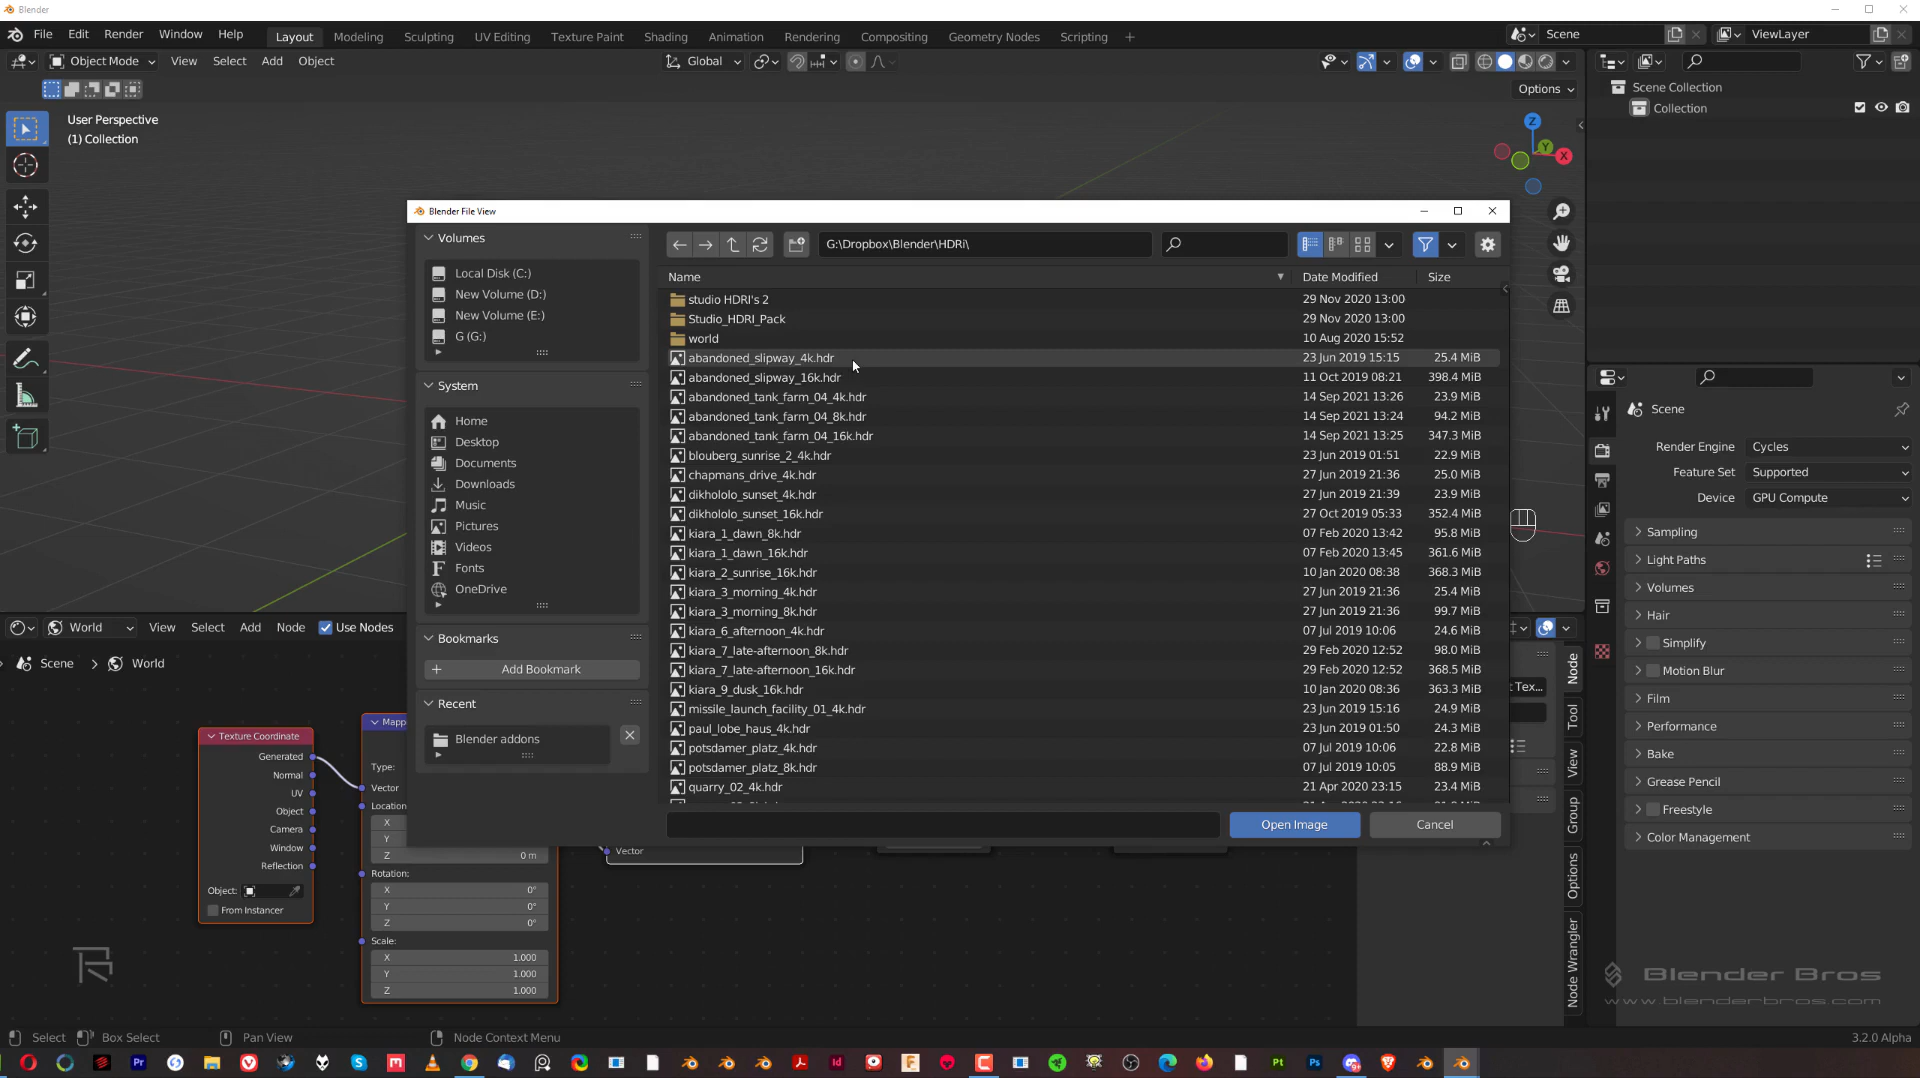 Blender
File Edit Render Window Help Layout Modeling Sculpting UV Editing Texture Paint Shading Animation Rendering Compositing Geometry Nodes Scripting + Scene ViewLayer
Object Mode View Select Add Object Global
Options
User Perspective
(1) Collection
Z
Y
X
Scene Collection
Collection
Blender File View
Volumes
Local Disk (C:)
New Volume (D:)
New Volume (E:)
G (G:)
System
Home
Desktop
Documents
Downloads
Music
Pictures
Videos
Fonts
OneDrive
Bookmarks
Add Bookmark
Recent
Blender addons
G:\Dropbox\Blender\HDRi\
Name Date Modified Size
studio HDRI's 2 29 Nov 2020 13:00
Studio_HDRI_Pack 29 Nov 2020 13:00
world 10 Aug 2020 15:52
abandoned_slipway_4k.hdr 23 Jun 2019 15:15 25.4 MiB
abandoned_slipway_16k.hdr 11 Oct 2019 08:21 398.4 MiB
abandoned_tank_farm_04_4k.hdr 14 Sep 2021 13:26 23.9 MiB
abandoned_tank_farm_04_8k.hdr 14 Sep 2021 13:24 94.2 MiB
abandoned_tank_farm_04_16k.hdr 14 Sep 2021 13:25 347.3 MiB
blouberg_sunrise_2_4k.hdr 23 Jun 2019 01:51 22.9 MiB
chapmans_drive_4k.hdr 27 Jun 2019 21:36 25.0 MiB
dikhololo_sunset_4k.hdr 27 Jun 2019 21:39 23.9 MiB
dikhololo_sunset_16k.hdr 27 Oct 2019 05:33 352.4 MiB
kiara_1_dawn_8k.hdr 07 Feb 2020 13:42 95.8 MiB
kiara_1_dawn_16k.hdr 07 Feb 2020 13:45 361.6 MiB
kiara_2_sunrise_16k.hdr 10 Jan 2020 08:38 368.3 MiB
kiara_3_morning_4k.hdr 27 Jun 2019 21:36 25.4 MiB
kiara_3_morning_8k.hdr 27 Jun 2019 21:36 99.7 MiB
kiara_6_afternoon_4k.hdr 07 Jul 2019 10:06 24.6 MiB
kiara_7_late-afternoon_8k.hdr 29 Feb 2020 12:52 98.0 MiB
kiara_7_late-afternoon_16k.hdr 29 Feb 2020 12:52 368.5 MiB
kiara_9_dusk_16k.hdr 10 Jan 2020 08:36 363.3 MiB
missile_launch_facility_01_4k.hdr 23 Jun 2019 15:16 24.9 MiB
paul_lobe_haus_4k.hdr 23 Jun 2019 01:50 24.3 MiB
potsdamer_platz_4k.hdr 07 Jul 2019 10:06 22.8 MiB
potsdamer_platz_8k.hdr 07 Jul 2019 10:05 88.9 MiB
quarry_02_4k.hdr 21 Apr 2020 23:15 23.4 MiB
Open Image Cancel
Scene
Render Engine Cycles
Feature Set Supported
Device GPU Compute
Sampling
Light Paths
Volumes
Hair
Simplify
Motion Blur
Film
Performance
Bake
Grease Pencil
Freestyle
Color Management
World View Select Add Node Use Nodes
Scene World
Texture Coordinate
Generated
Normal
UV
Object
Camera
Window
Reflection
Object:
From Instancer
Mapp
Type:
Vector
Location
X
Y
Z 0 m
Rotation:
X 0°
Y 0°
Z 0°
Scale:
X 1.000
Y 1.000
Z 1.000
Vector
t Tex...
Node
Tool
View
Group
Options
Node Wrangler
Blender Bros
www.blenderbros.com
Select Box Select Pan View Node Context Menu 3.2.0 Alpha